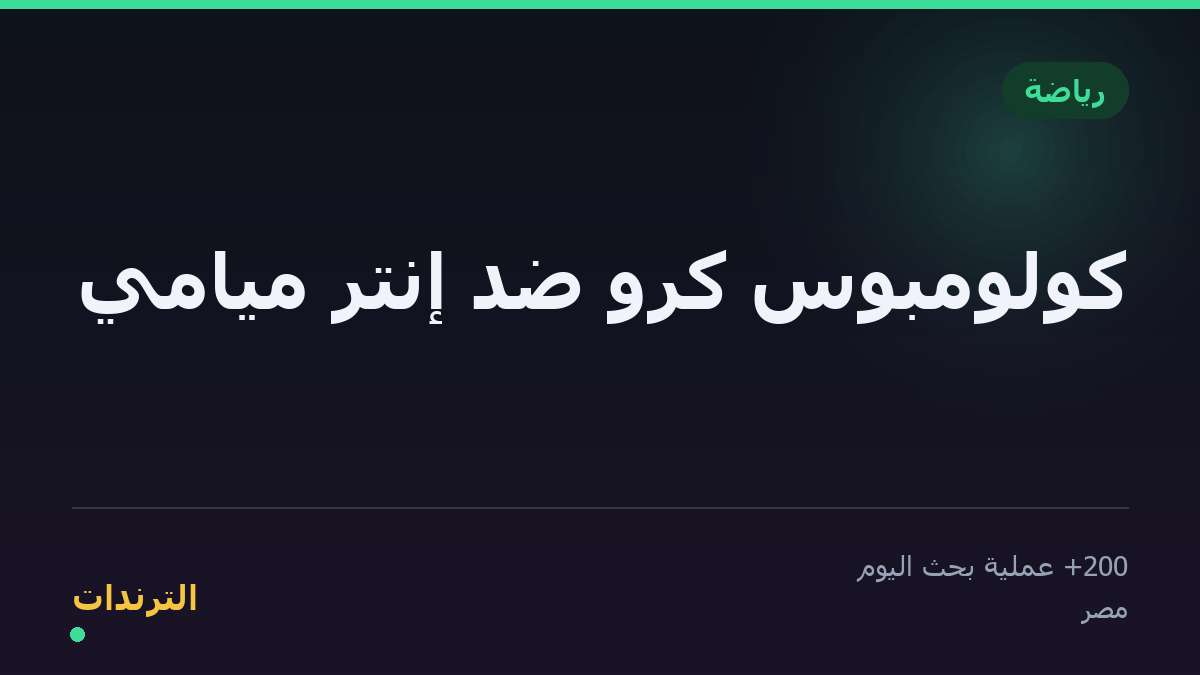 رياضة
كولومبوس كرو ضد إنتر ميامي
200+ عملية بحث اليوم
مصر
الترندات